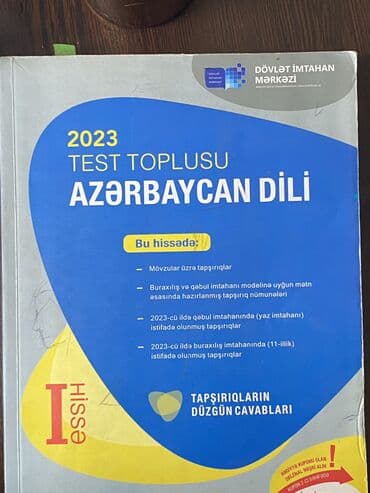 DÖVLƏT İMTAHAN
MƏRKƏZİ
2023
TEST TOPLUSU
AZƏRBAYCAN DİLİ
Bu hissədə:
Mövzular üzrə tapşırıqlar
Buraxılış və qəbul imtahanı modelinə uyğun mətn
əsasında hazırlanmış tapşırıq nümunələri
2023-cü ildə qəbul imtahanında (yaz imtahanı)
istifadə olunmuş tapşırıqlar
2023-cü ildə buraxılış imtahanında (11-illik)
istifadə olunmuş tapşırıqlar
I Hissə
TAPŞIRIQLARIN
DÜZGÜN CAVABLARI